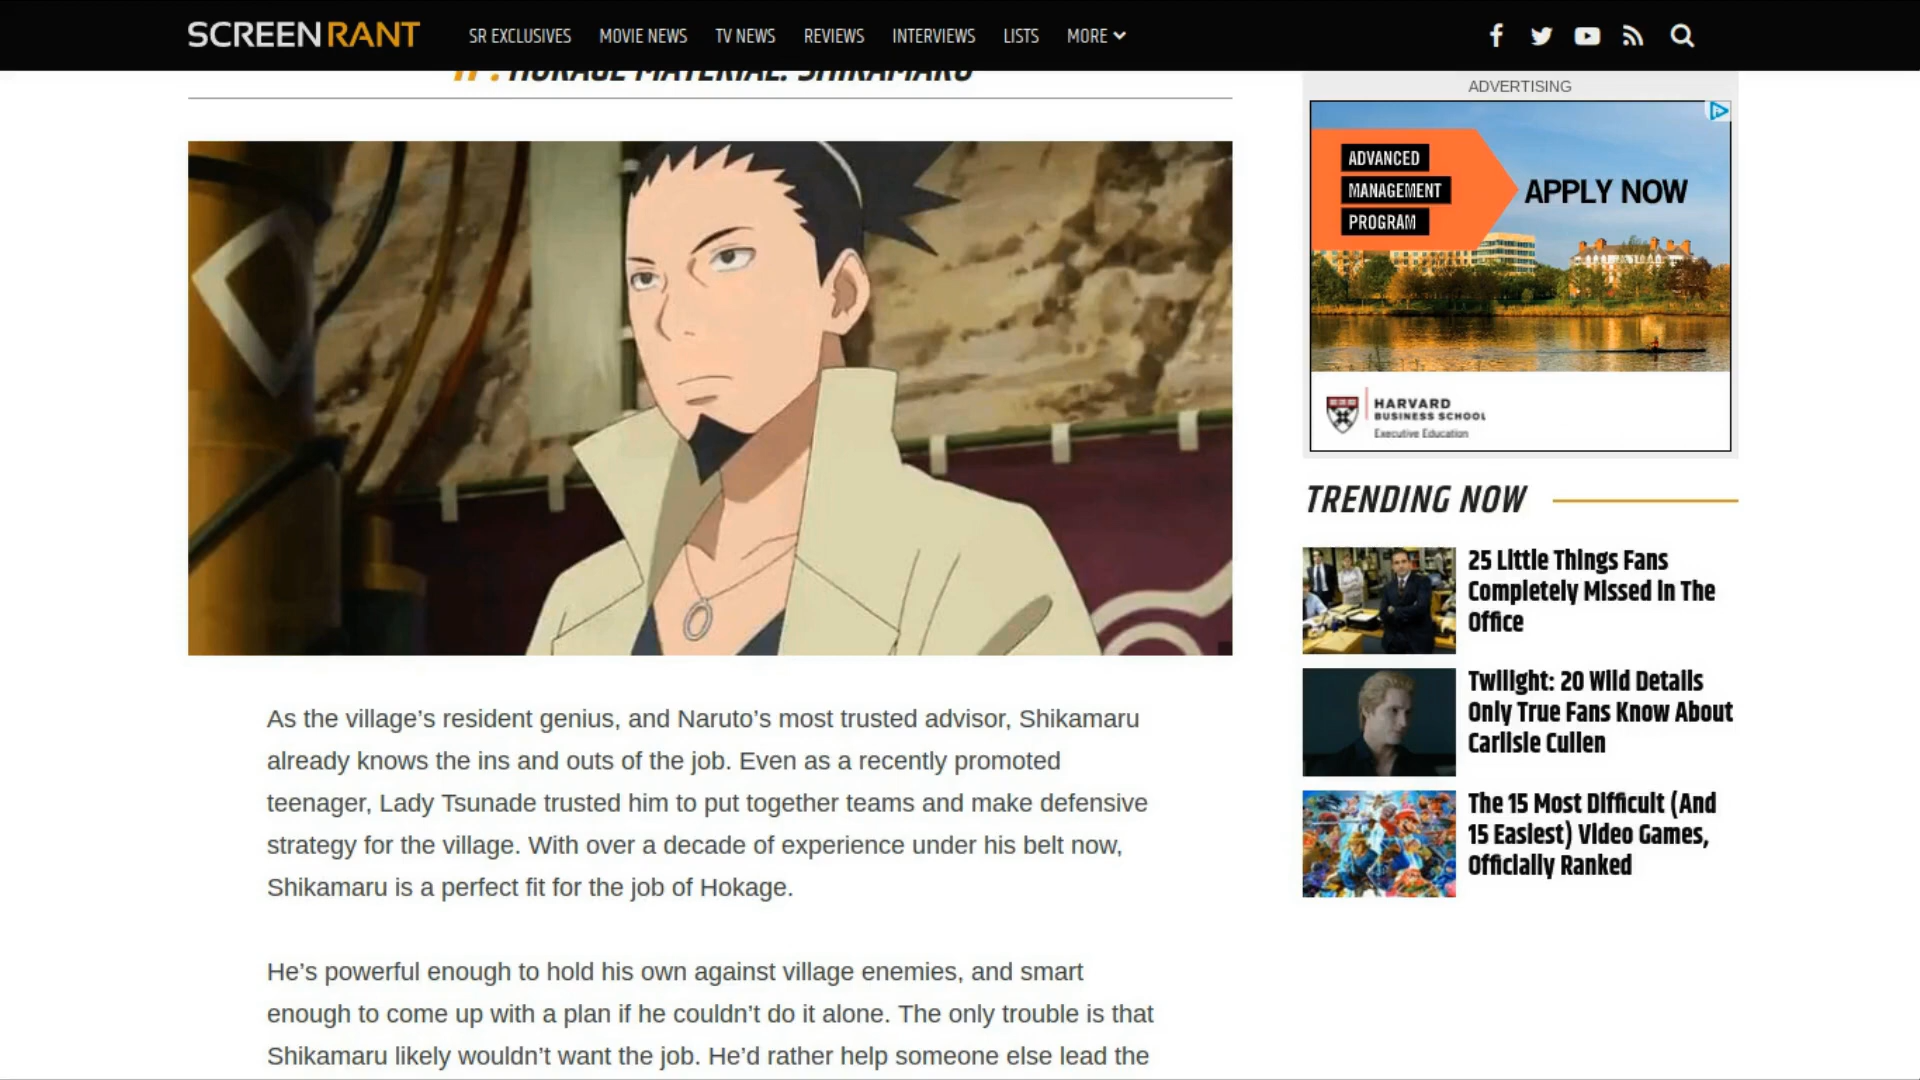 SCREENRANT
SR EXCLUSIVES MOVIE NEWS TV NEWS REVIEWS INTERVIEWS LISTS MORE
HOKAGE MATERIAL: SHIKAMARU
As the village’s resident genius, and Naruto’s most trusted advisor, Shikamaru
already knows the ins and outs of the job. Even as a recently promoted
teenager, Lady Tsunade trusted him to put together teams and make defensive
strategy for the village. With over a decade of experience under his belt now,
Shikamaru is a perfect fit for the job of Hokage.
He’s powerful enough to hold his own against village enemies, and smart
enough to come up with a plan if he couldn’t do it alone. The only trouble is that
Shikamaru likely wouldn’t want the job. He’d rather help someone else lead the
ADVERTISING
ADVANCED
MANAGEMENT
PROGRAM
APPLY NOW
HARVARD
BUSINESS SCHOOL
Executive Education
TRENDING NOW
25 Little Things Fans
Completely Missed In The
Office
Twilight: 20 Wild Details
Only True Fans Know About
Carlisle Cullen
The 15 Most Difficult (And
15 Easiest) Video Games,
Officially Ranked